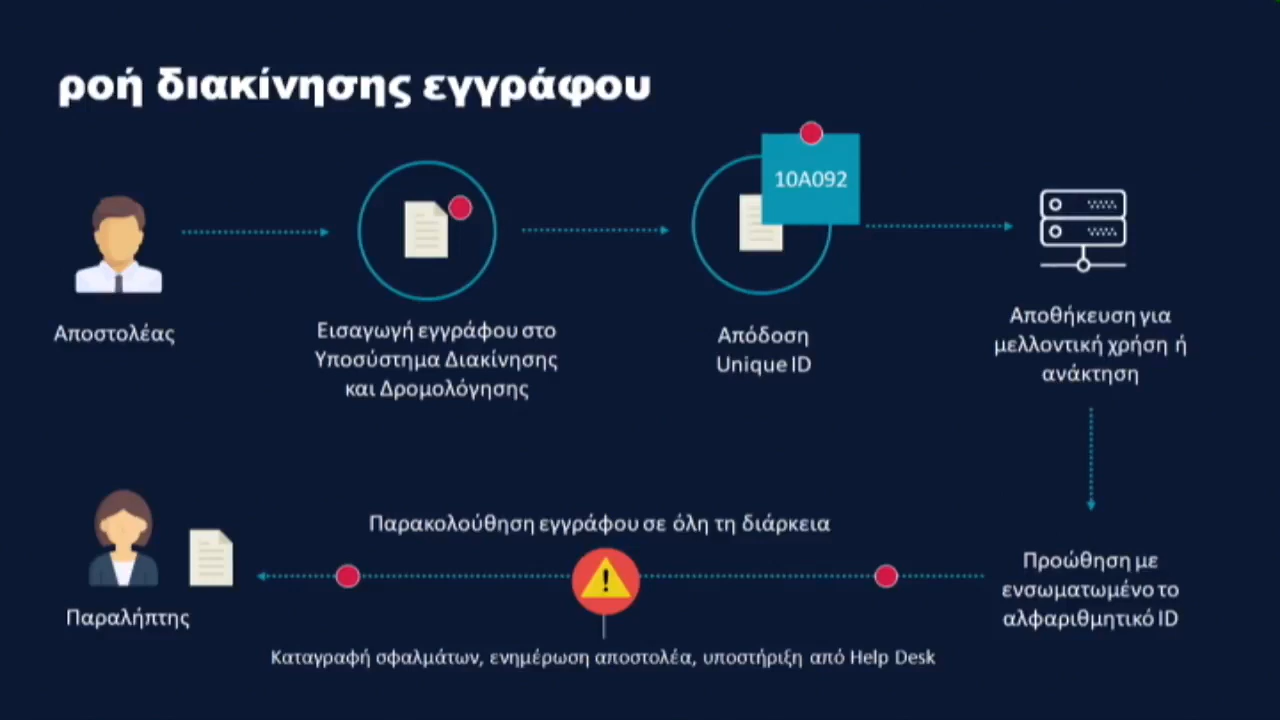 ροή διακίνησης εγγράφου
10A092
Αποστολέας
Εισαγωγή εγγράφου στο
Υποσύστημα Διακίνησης
και Δρομολόγησης
Απόδοση
Unique ID
Αποθήκευση για
μελλοντική χρήση ή
ανάκτηση
Παρακολούθηση εγγράφου σε όλη τη διάρκεια
Προώθηση με
ενσωματωμένο το
αλφαριθμητικό ID
Παραλήπτης
Καταγραφή σφαλμάτων, ενημέρωση αποστολέα, υποστήριξη από Help Desk